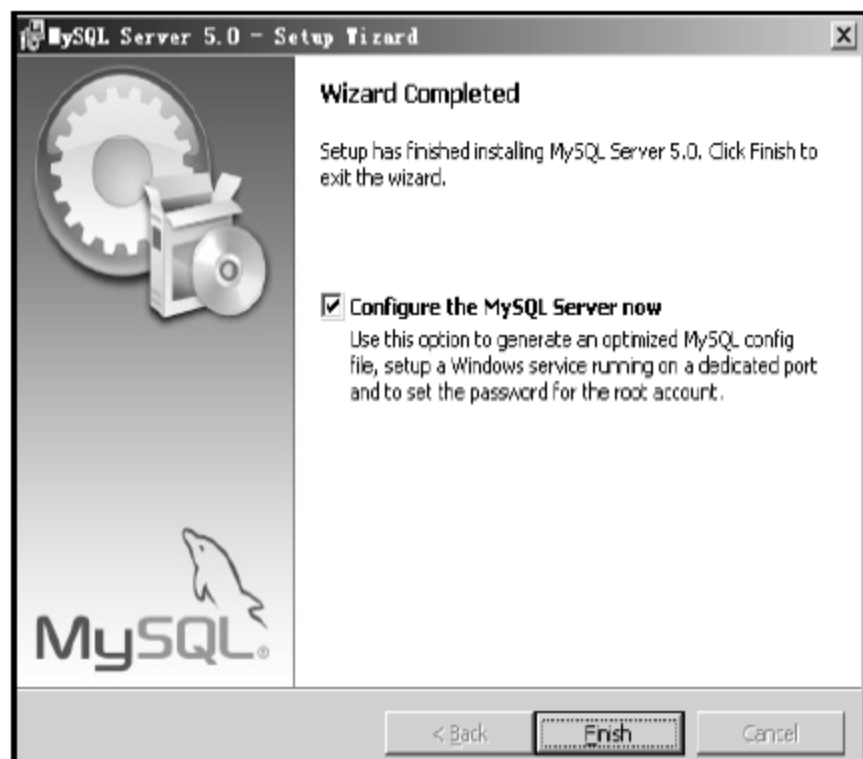 MySQL Server 5.0 - Setup Wizard
Wizard Completed
Setup has finished installing MySQL Server 5.0. Click Finish to
exit the wizard.
Configure the MySQL Server now
Use this option to generate an optimized MySQL config
file, setup a Windows service running on a dedicated port
and to set the password for the root account.
MySQL®
< Back
Finish
Cancel